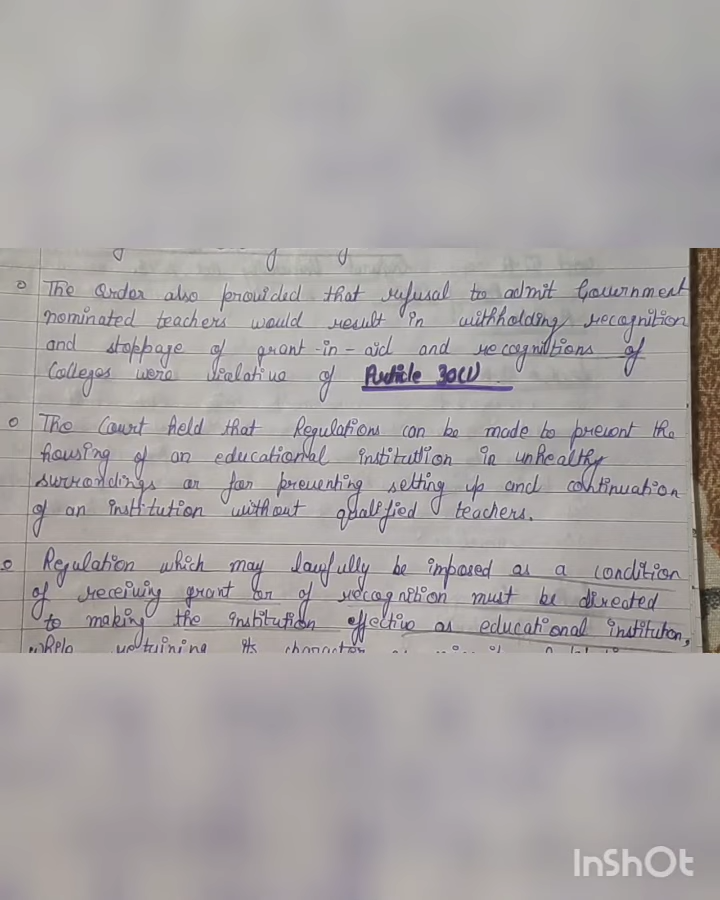 The Order also provided that refusal to admit Government
nominated teachers would result in withholding recognition
and stoppage of grant-in-aid and recognitions of
Colleges were violative of Article 30(1).
The Court held that Regulations can be made to prevent the
housing of an educational institution in unhealthy
surrondings or for preventing setting up and continuation
of an institution without qualified teachers.
Regulation which may lawfully be imposed as a condition
of receiving grant or of recognition must be directed
to making the institution effective as educational institution,
its character
InShOt